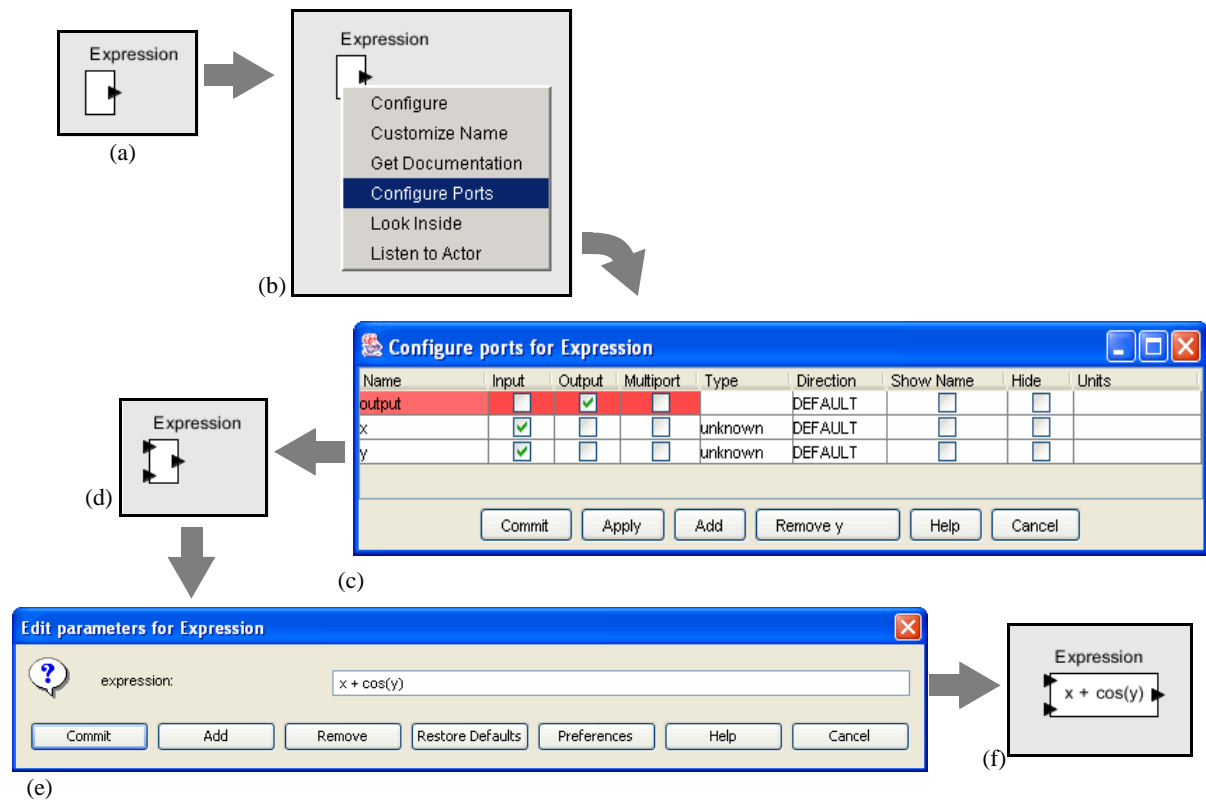 Expression
(a)
Expression
Configure
Customize Name
Get Documentation
Configure Ports
Look Inside
Listen to Actor
(b)
Configure ports for Expression
Name Input Output Multiport Type Direction Show Name Hide Units
output DEFAULT
x unknown DEFAULT
y unknown DEFAULT
Commit Apply Add Remove y Help Cancel
(c)
Expression
(d)
Edit parameters for Expression
? expression: x + cos(y)
Commit Add Remove Restore Defaults Preferences Help Cancel
(e)
Expression
x + cos(y)
(f)